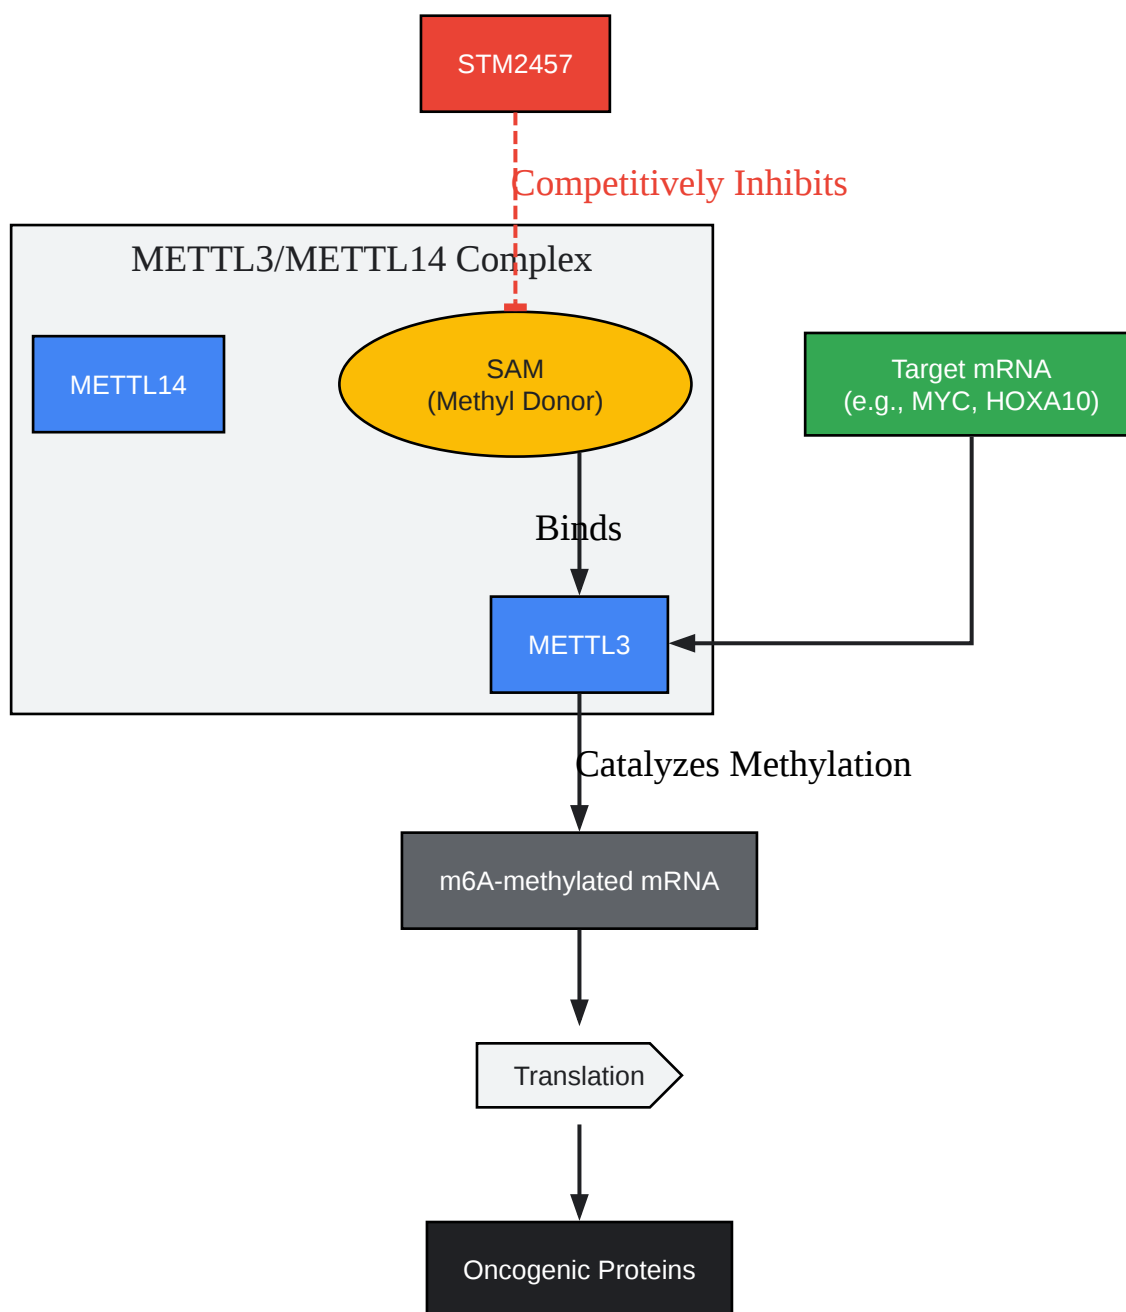 STM2457
Competitively Inhibits
METTL3/METTL14 Complex
METTL14
SAM
(Methyl Donor)
Target mRNA
(e.g., MYC, HOXA10)
Binds
METTL3
Catalyzes Methylation
m6A-methylated mRNA
Translation
Oncogenic Proteins